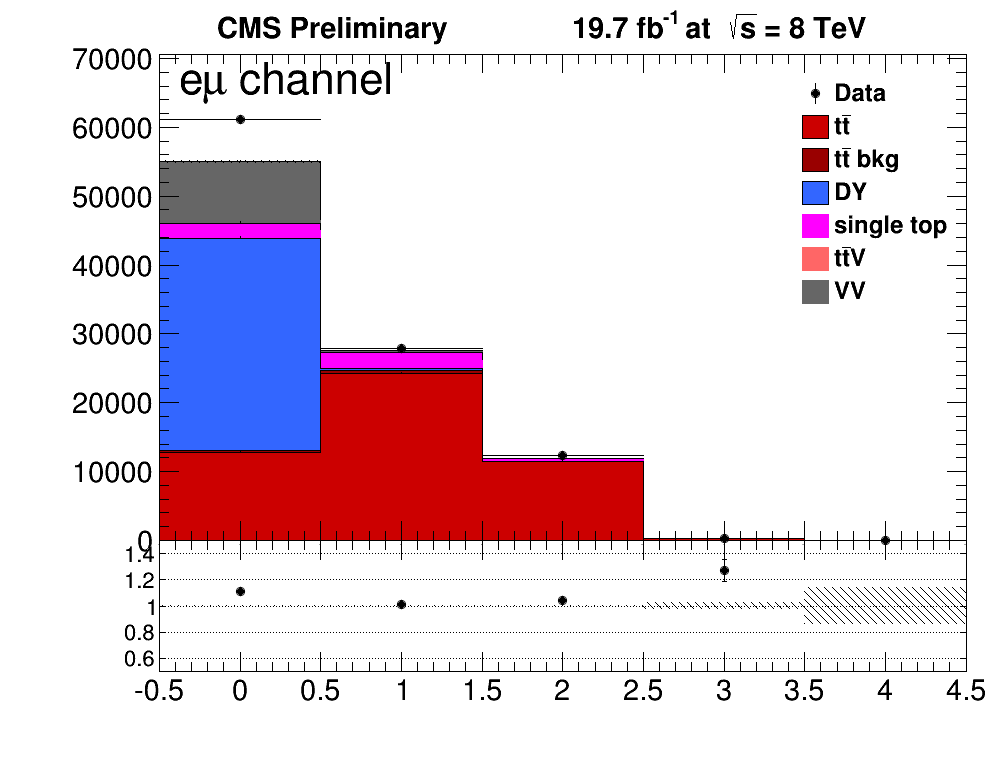 CMS Preliminary 19.7 fb⁻¹ at √s = 8 TeV
70000
eμ channel
60000
50000
40000
30000
20000
10000
0
Data
tt̄
tt̄ bkg
DY
single top
tt̄V
VV
1.4
1.2
1
0.8
0.6
-0.5 0 0.5 1 1.5 2 2.5 3 3.5 4 4.5